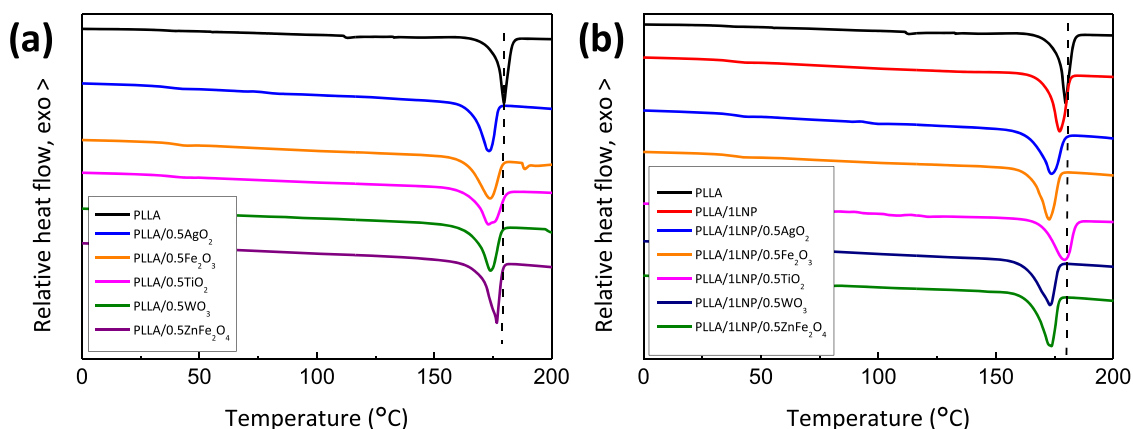 (a)
Relative heat flow, exo >
PLLA
PLLA/0.5AgO₂
PLLA/0.5Fe₂O₃
PLLA/0.5TiO₂
PLLA/0.5WO₃
PLLA/0.5ZnFe₂O₄
0 50 100 150 200
Temperature (°C)
(b)
Relative heat flow, exo >
PLLA
PLLA/1LNP
PLLA/1LNP/0.5AgO₂
PLLA/1LNP/0.5Fe₂O₃
PLLA/1LNP/0.5TiO₂
PLLA/1LNP/0.5WO₃
PLLA/1LNP/0.5ZnFe₂O₄
0 50 100 150 200
Temperature (°C)